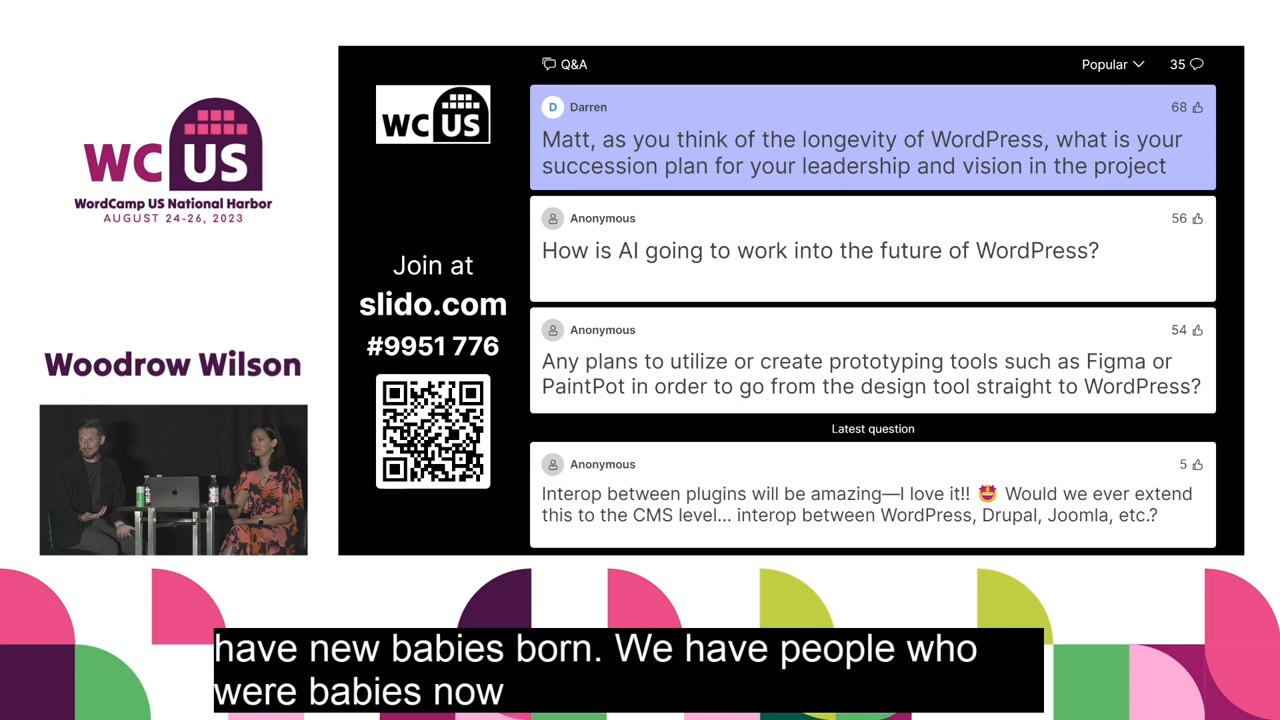 WC US
WordCamp US National Harbor
AUGUST 24-26, 2023
Woodrow Wilson
WC US
Join at
slido.com
#9951 776
Q&A
Popular
35
D
Darren
68
Matt, as you think of the longevity of WordPress, what is your
succession plan for your leadership and vision in the project
Anonymous
56
How is AI going to work into the future of WordPress?
Anonymous
54
Any plans to utilize or create prototyping tools such as Figma or
PaintPot in order to go from the design tool straight to WordPress?
Latest question
Anonymous
5
Interop between plugins will be amazing—I love it!! 🤩 Would we ever extend
this to the CMS level... interop between WordPress, Drupal, Joomla, etc.?
have new babies born. We have people who
were babies now